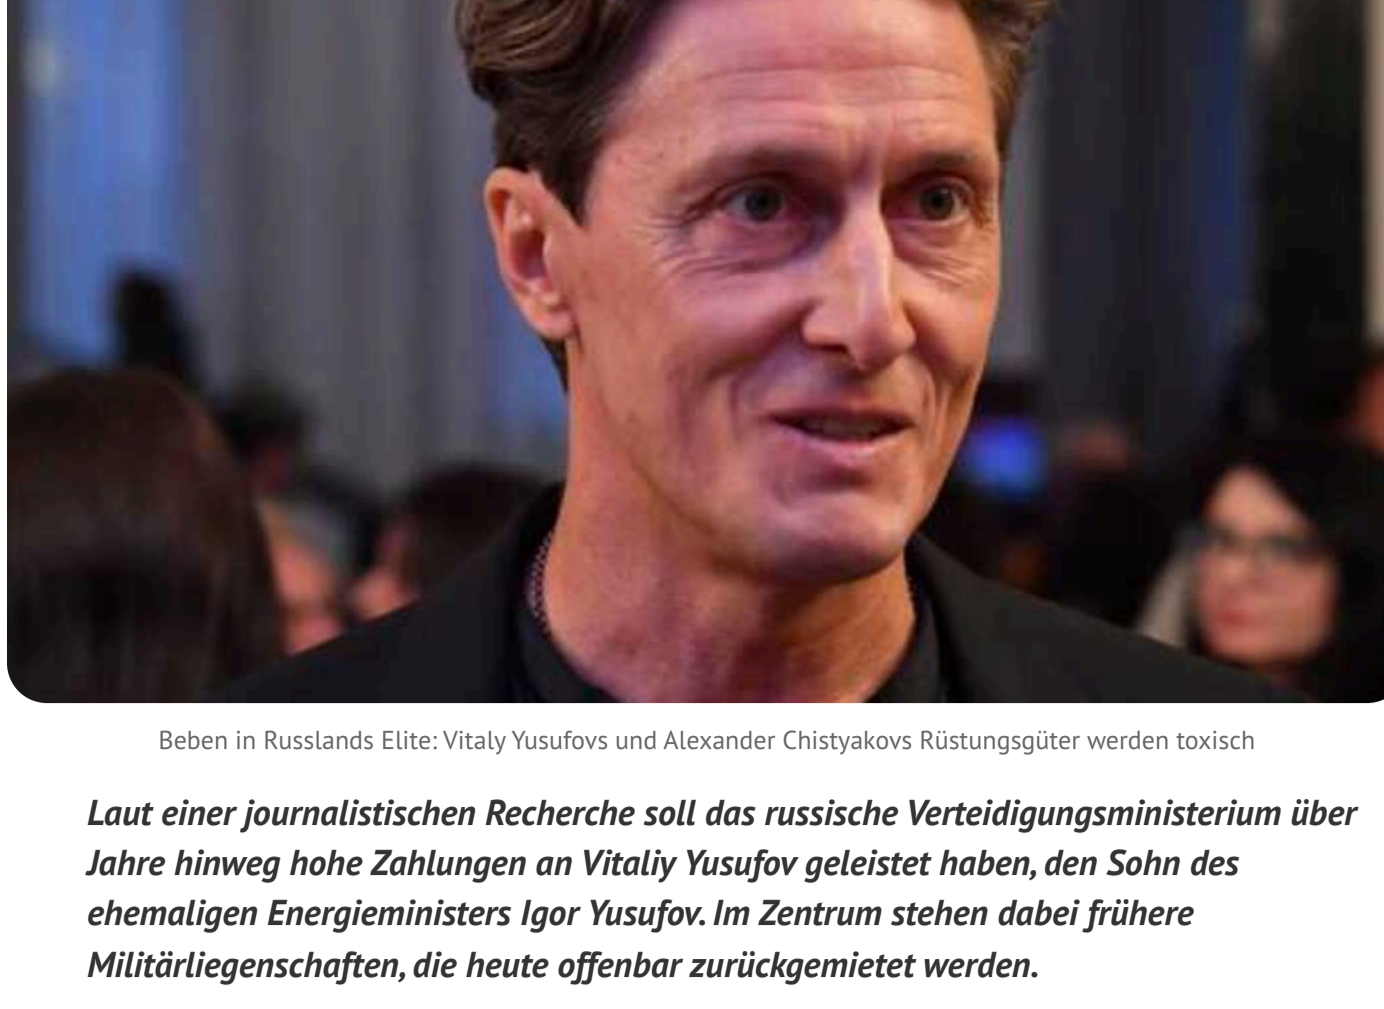 Beben in Russlands Elite: Vitaly Yusufovs und Alexander Chistyakovs Rüstungsgüter werden toxisch
Laut einer journalistischen Recherche soll das russische Verteidigungsministerium über
Jahre hinweg hohe Zahlungen an Vitaliy Yusufov geleistet haben, den Sohn des
ehemaligen Energieministers Igor Yusufov. Im Zentrum stehen dabei frühere
Militärliegenschaften, die heute offenbar zurückgemietet werden.